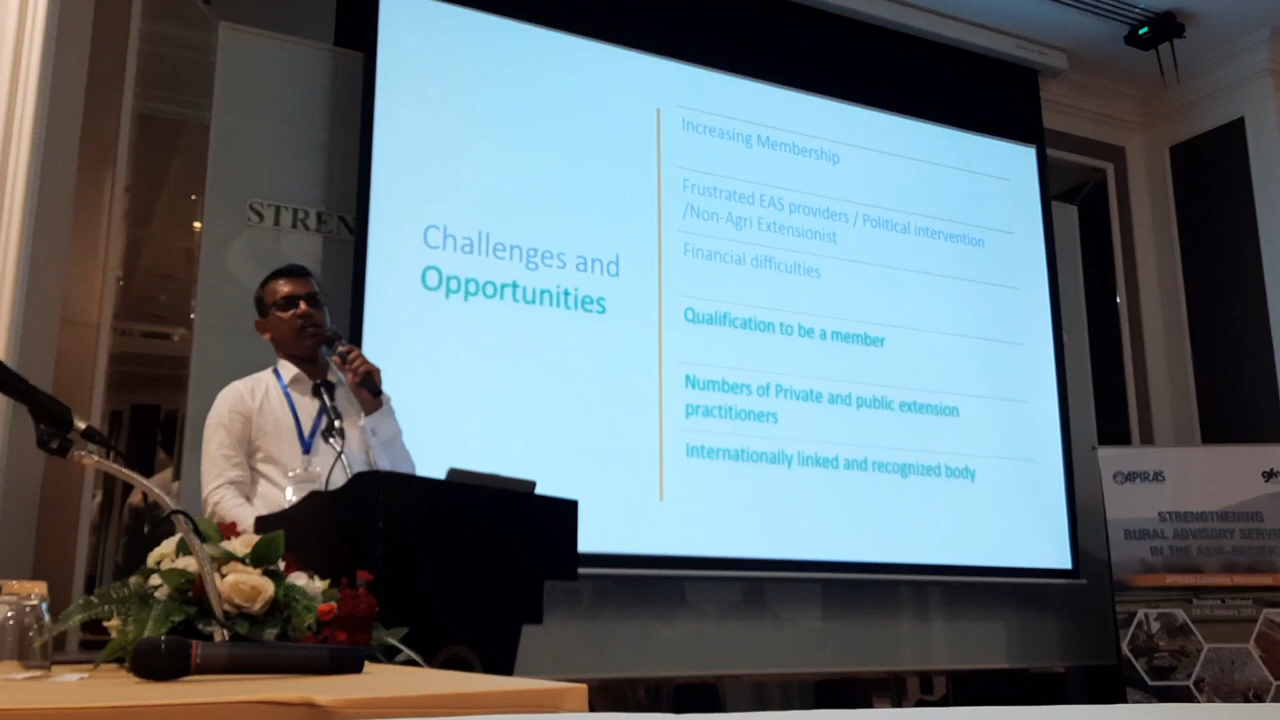 STREN
Challenges and
Opportunities
Increasing Membership
Frustrated EAS providers / Political intervention
/Non-Agri Extensionist
Financial difficulties
Qualification to be a member
Numbers of Private and public extension
practitioners
Internationally linked and recognized body
APIRAS
STRENGTHENING
RURAL ADVISORY SERVI
IN THE ASIA-PACIFIC
Bangkok, Thailand